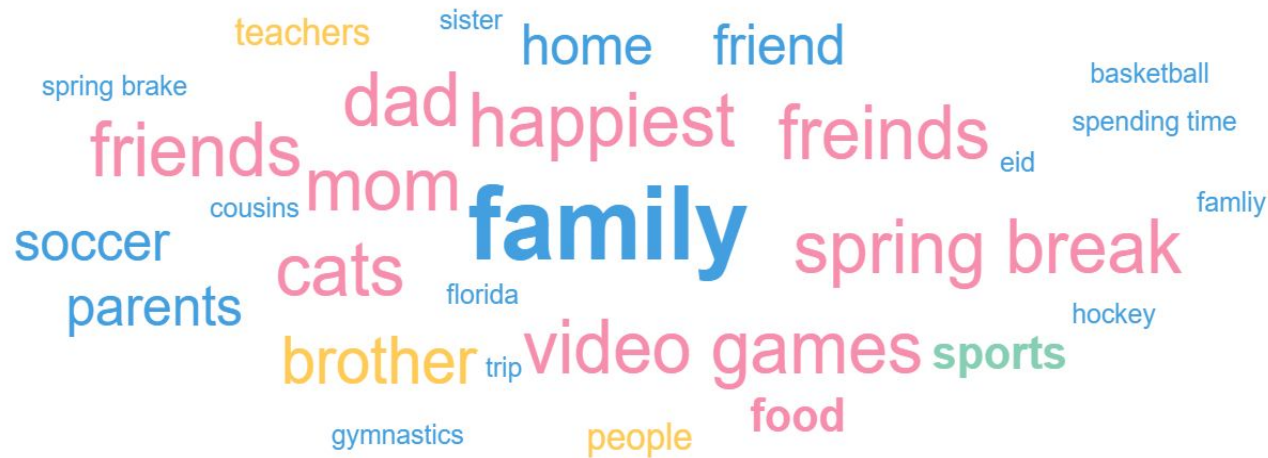 teachers
sister
home
friend
spring brake
dad
happiest
freinds
basketball
spending time
friends
mom
eid
cousins
family
famliy
soccer
cats
spring break
parents
florida
hockey
brother
trip
video games
sports
food
gymnastics
people